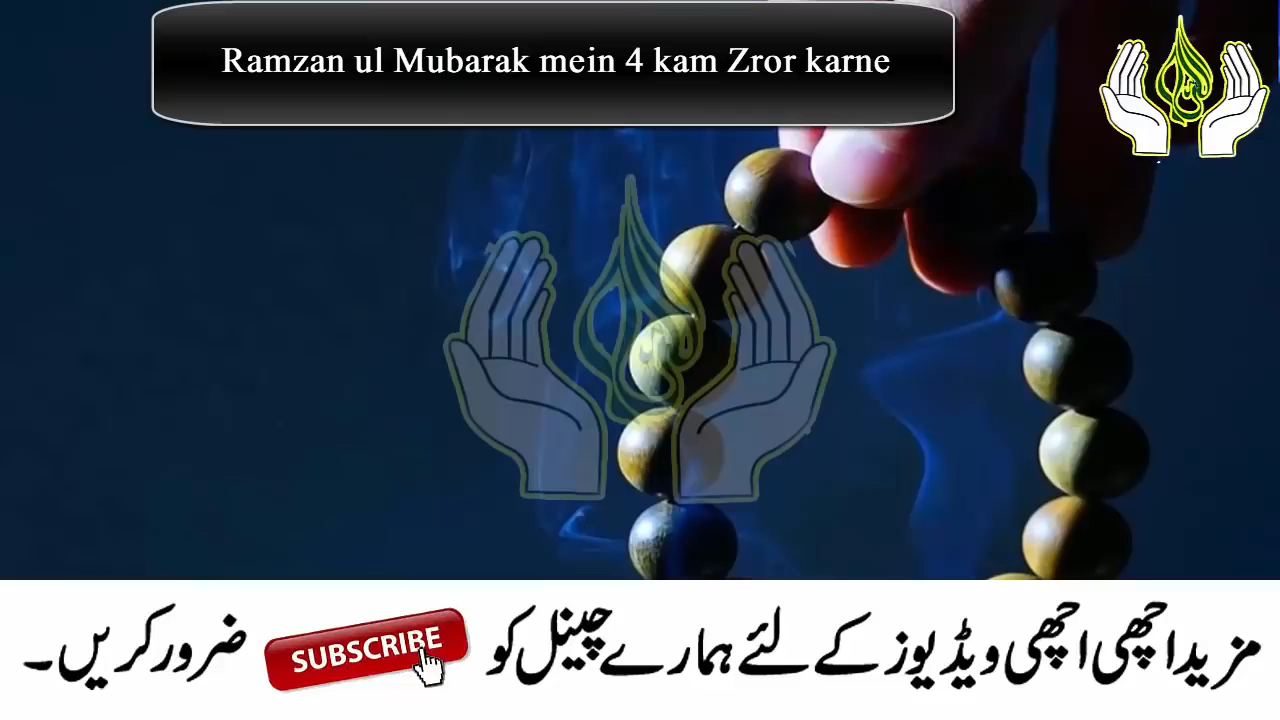 Ramzan ul Mubarak mein 4 kam Zror karne
مزید اچھی اچھی ویڈیوز کے لئے ہمارے چینل کو SUBSCRIBE ضرور کریں۔